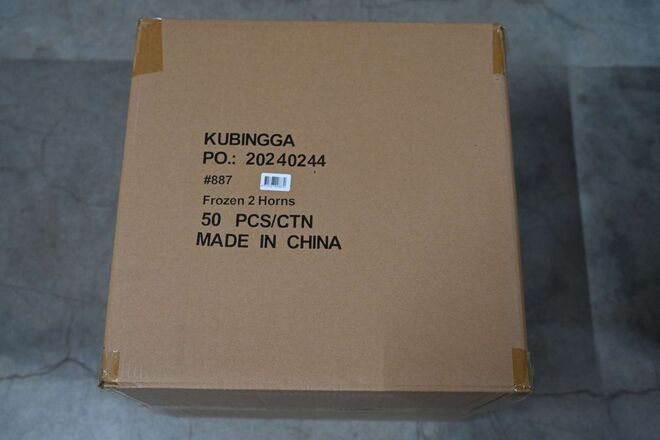 KUBINGGA
PO.: 20240244
#887
Frozen 2 Horns
50 PCS/CTN
MADE IN CHINA